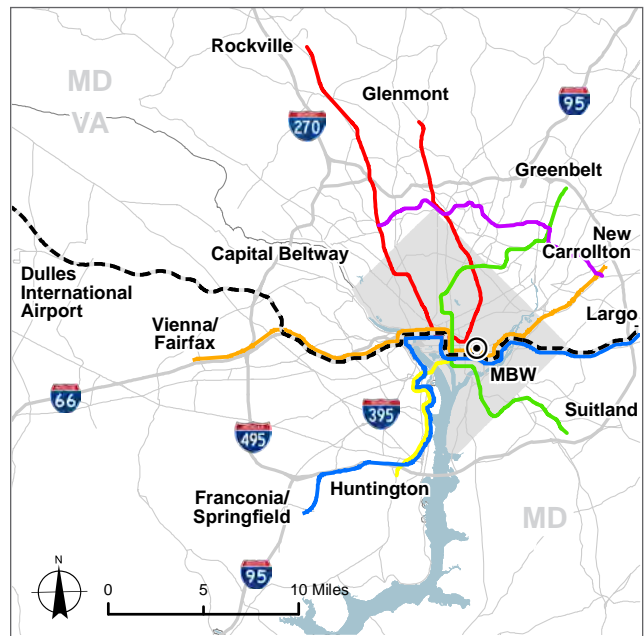 Rockville
MD
Glenmont
95
VA
270
Greenbelt
New
Carrollton
Capital Beltway
Dulles
International
Airport
Largo
Vienna/
Fairfax
MBW
66
395
Suitland
495
Huntington
Franconia/
Springfield
MD
N
95
0 5 10 Miles